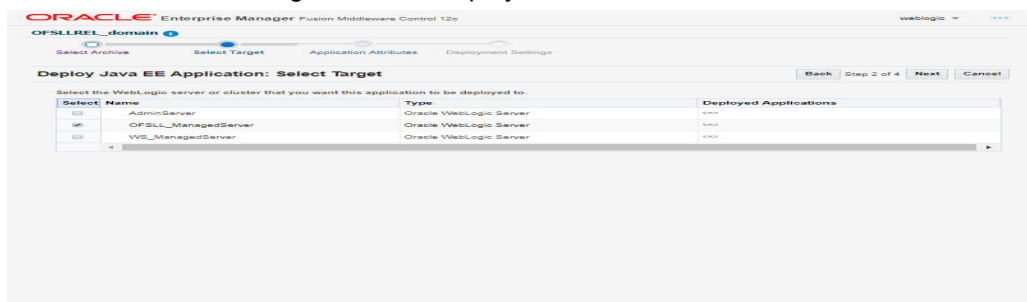 ORACLE Enterprise Manager Fusion Middleware Control 12c weblogic
OFSLLREL_domain
Select Archive Select Target Application Attributes Deployment Settings
Deploy Java EE Application: Select Target Back Step 2 of 4 Next Cancel
Select the WebLogic server or cluster that you want this application to be deployed to.
Select Name Type Deployed Applications
AdminServer Oracle WebLogic Server
OFSLL_ManagedServer Oracle WebLogic Server
WS_ManagedServer Oracle WebLogic Server